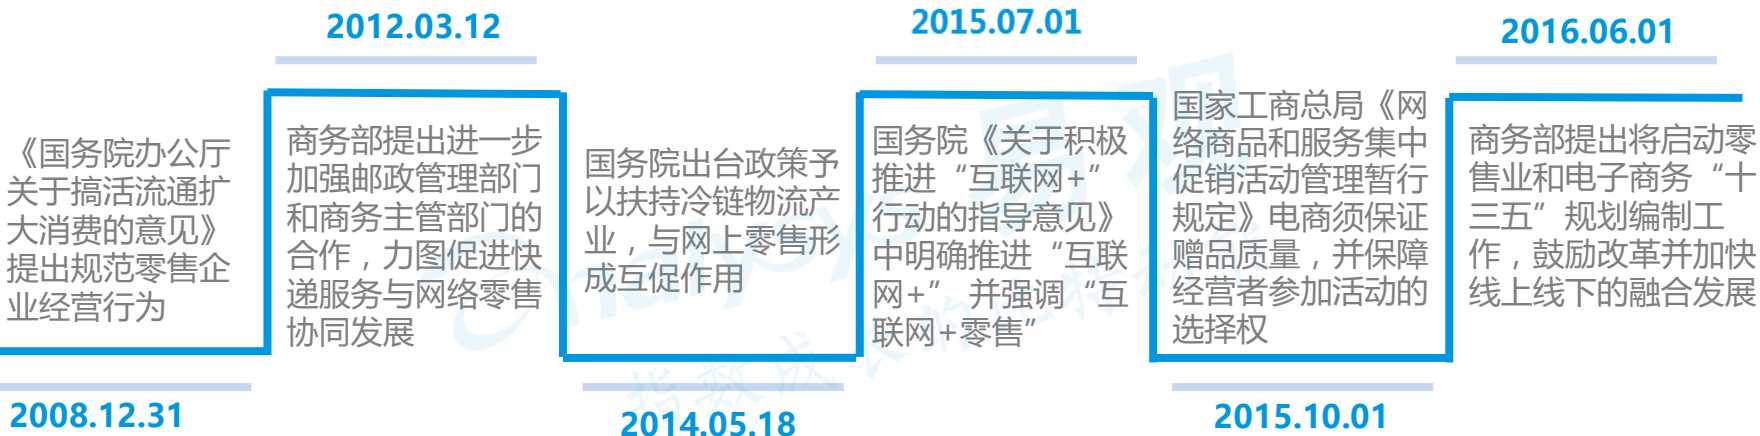 2008.12.31
《国务院办公厅
关于搞活流通扩
大消费的意见》
提出规范零售企
业经营行为
2012.03.12
商务部提出进一步
加强邮政管理部门
和商务主管部门的
合作，力图促进快
递服务与网络零售
协同发展
2014.05.18
国务院出台政策予
以扶持冷链物流产
业，与网上零售形
成互促作用
2015.07.01
国务院《关于积极
推进“互联网+”
行动的指导意见》
中明确推进“互联
网+” 并强调“互
联网+零售”
2015.10.01
国家工商总局《网
络商品和服务集中
促销活动管理暂行
规定》电商须保证
赠品质量，并保障
经营者参加活动的
选择权
2016.06.01
商务部提出将启动零
售业和电子商务“十
三五”规划编制工
作，鼓励改革并加快
线上线下的融合发展
nalysys 易观